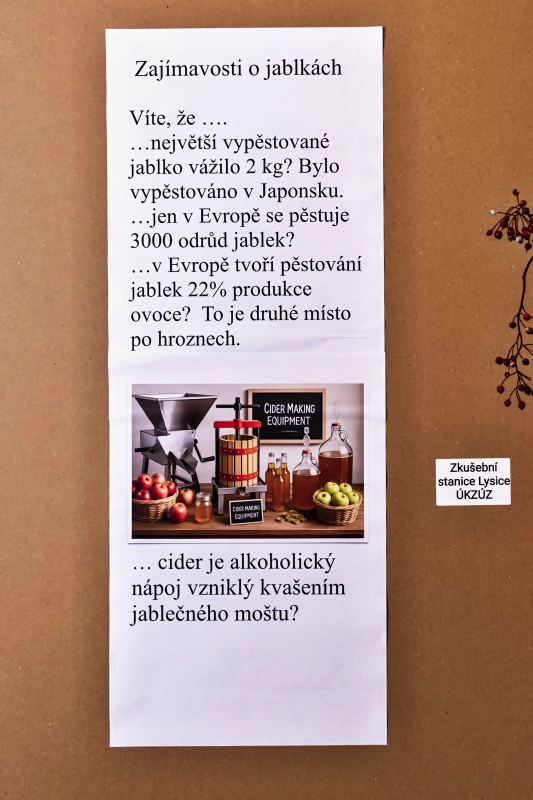 Zajímavosti o jablkách
Víte, že ….
…největší vypěstované
jablko vážilo 2 kg? Bylo
vypěstováno v Japonsku.
…jen v Evropě se pěstuje
3000 odrůd jablek?
…v Evropě tvoří pěstování
jablek 22% produkce
ovoce? To je druhé místo
po hroznech.
CIDER MAKING
EQUIPMENT
CIDER MAKING
EQUIPMENT
… cider je alkoholický
nápoj vzniklý kvašením
jablečného moštu?
Zkušební
stanice Lysice
ÚKZÚZ